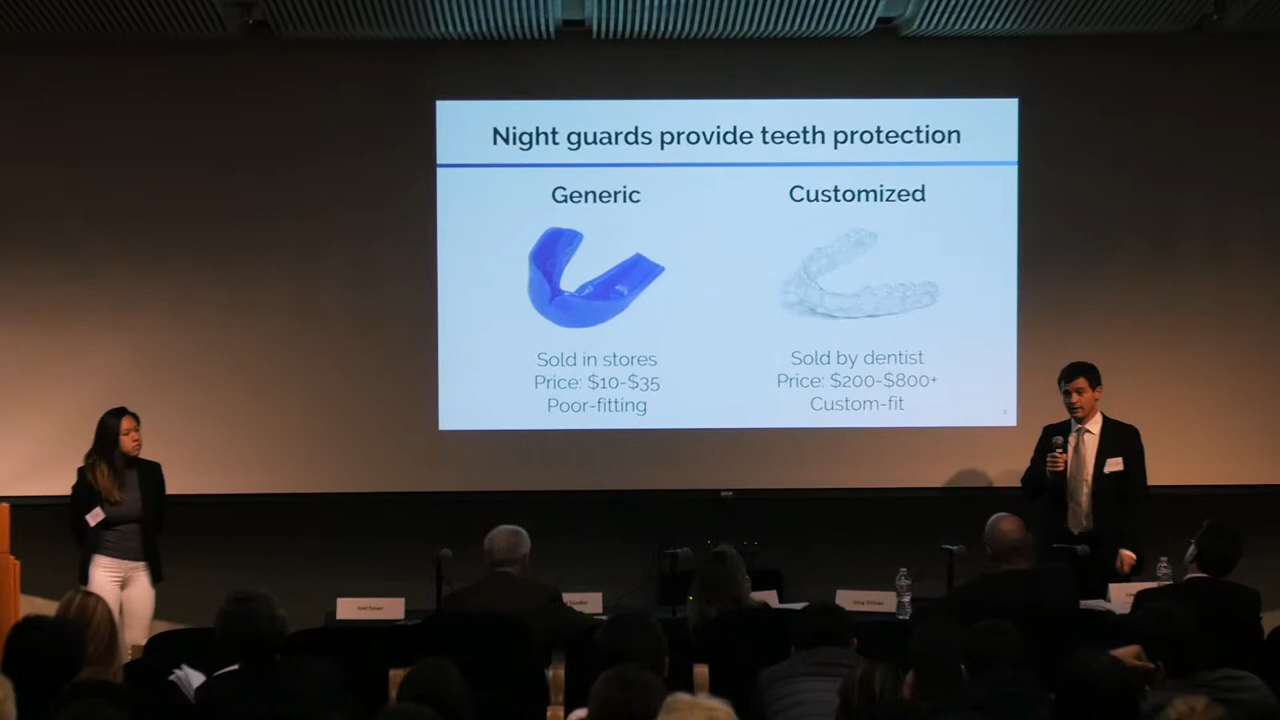 Night guards provide teeth protection
Generic
Customized
Sold in stores
Price: $10-$35
Poor-fitting
Sold by dentist
Price: $200-$800+
Custom-fit